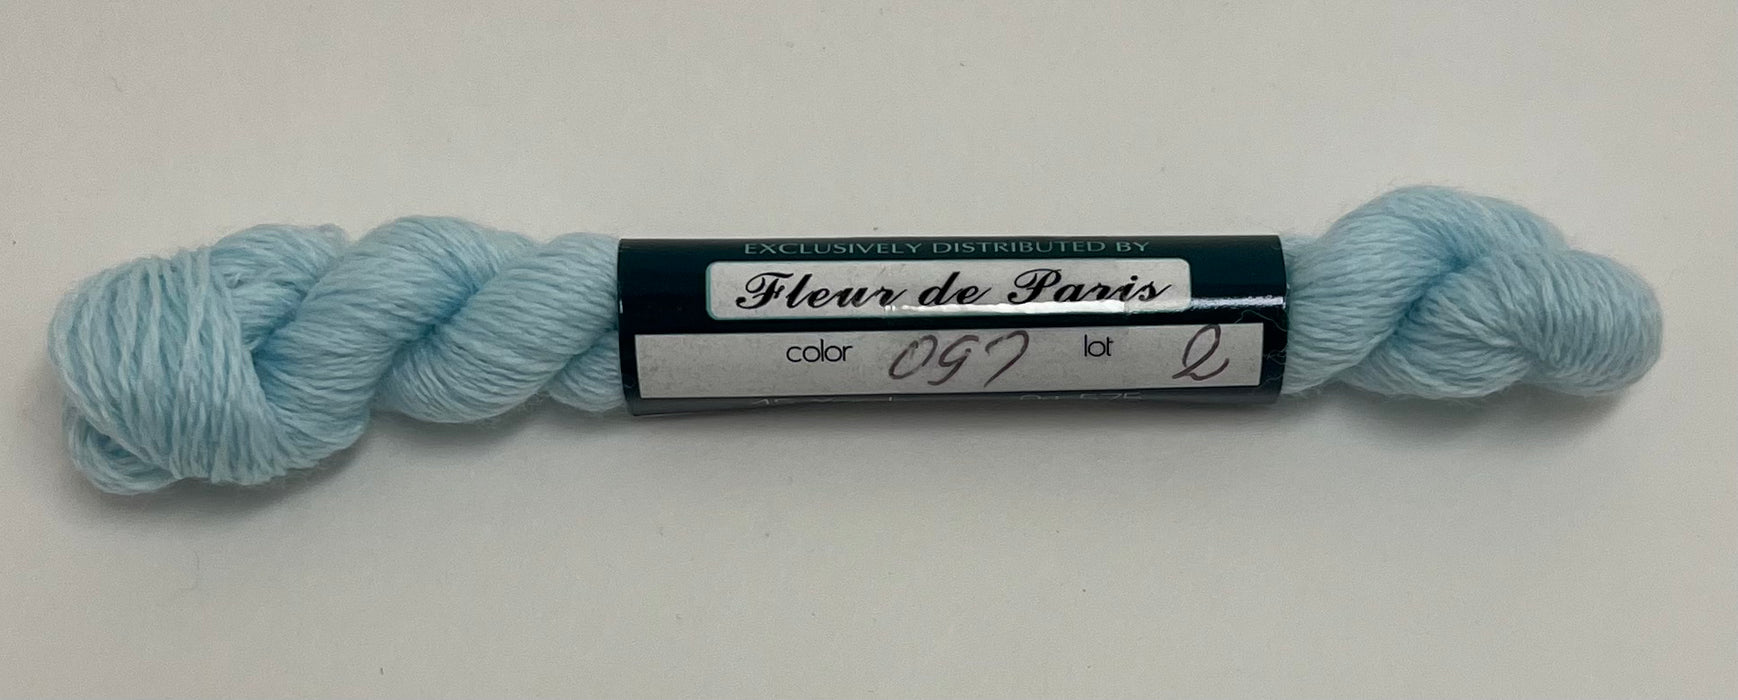 EXCLUSIVELY DISTRIBUTED BY
Fleur de Paris
color 097 lot 2